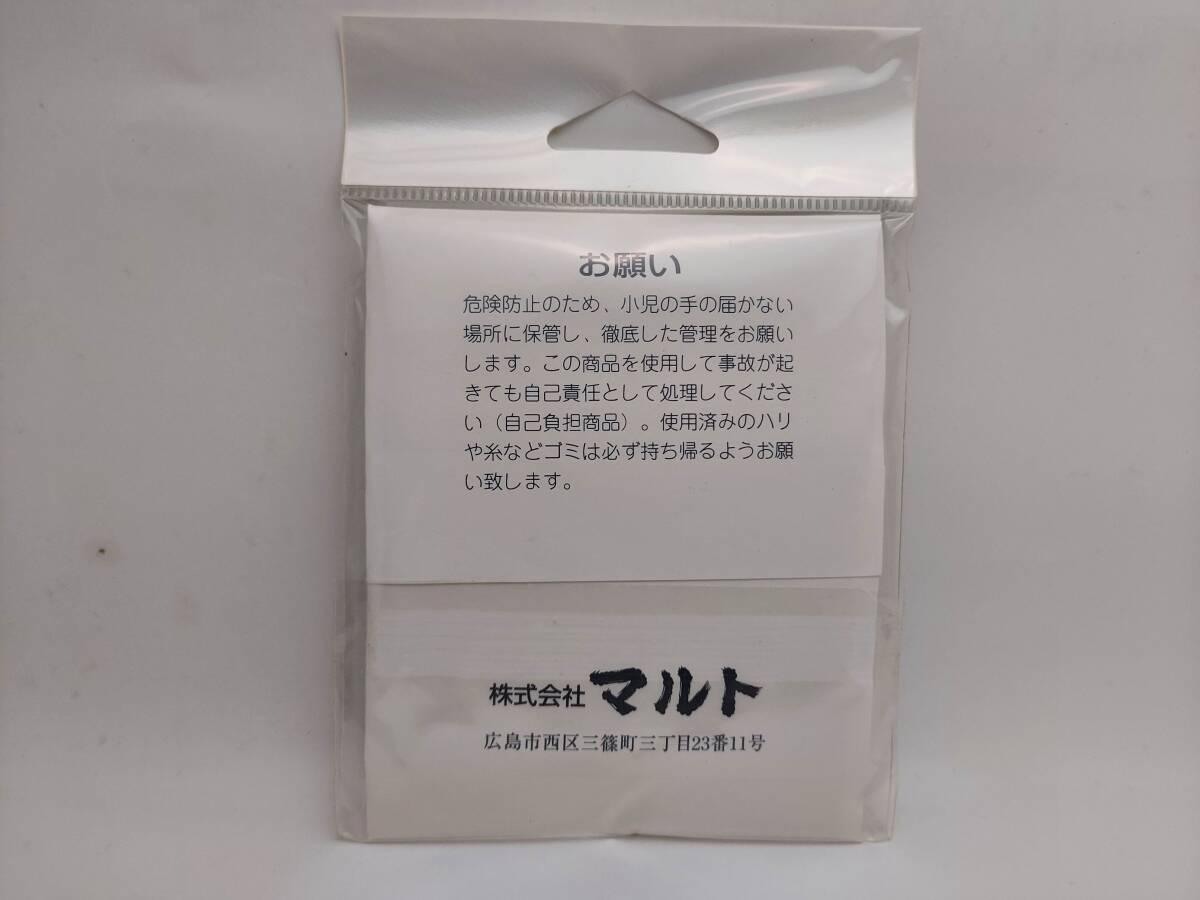 お願い
危険防止のため、小児の手の届かない
場所に保管し、徹底した管理をお願い
します。この商品を使用して事故が起
きても自己責任として処理してくださ
い（自己負担商品）。使用済みのハリ
や糸などゴミは必ず持ち帰るようお願
い致します。
株式会社 マルト
広島市西区三篠町三丁目23番11号